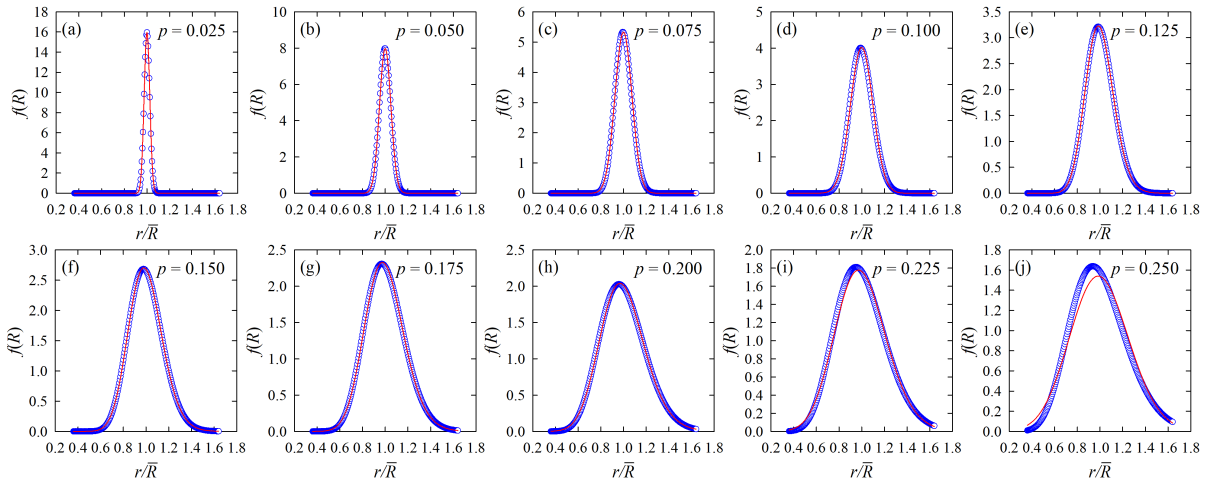 (a) p = 0.025
18
16
14
12
10
8
6
4
2
0
f(R)
0.2 0.4 0.6 0.8 1.0 1.2 1.4 1.6 1.8
r/R̅
(b) p = 0.050
10
8
6
4
2
0
f(R)
0.2 0.4 0.6 0.8 1.0 1.2 1.4 1.6 1.8
r/R̅
(c) p = 0.075
6
5
4
3
2
1
0
f(R)
0.2 0.4 0.6 0.8 1.0 1.2 1.4 1.6 1.8
r/R̅
(d) p = 0.100
5
4
3
2
1
0
f(R)
0.2 0.4 0.6 0.8 1.0 1.2 1.4 1.6 1.8
r/R̅
(e) p = 0.125
3.5
3.0
2.5
2.0
1.5
1.0
0.5
0.0
f(R)
0.2 0.4 0.6 0.8 1.0 1.2 1.4 1.6 1.8
r/R̅
(f) p = 0.150
3.0
2.5
2.0
1.5
1.0
0.5
0.0
f(R)
0.2 0.4 0.6 0.8 1.0 1.2 1.4 1.6 1.8
r/R̅
(g) p = 0.175
2.5
2.0
1.5
1.0
0.5
0.0
f(R)
0.2 0.4 0.6 0.8 1.0 1.2 1.4 1.6 1.8
r/R̅
(h) p = 0.200
2.5
2.0
1.5
1.0
0.5
0.0
f(R)
0.2 0.4 0.6 0.8 1.0 1.2 1.4 1.6 1.8
r/R̅
(i) p = 0.225
2.0
1.8
1.6
1.4
1.2
1.0
0.8
0.6
0.4
0.2
0.0
f(R)
0.2 0.4 0.6 0.8 1.0 1.2 1.4 1.6 1.8
r/R̅
(j) p = 0.250
1.8
1.6
1.4
1.2
1.0
0.8
0.6
0.4
0.2
0.0
f(R)
0.2 0.4 0.6 0.8 1.0 1.2 1.4 1.6 1.8
r/R̅